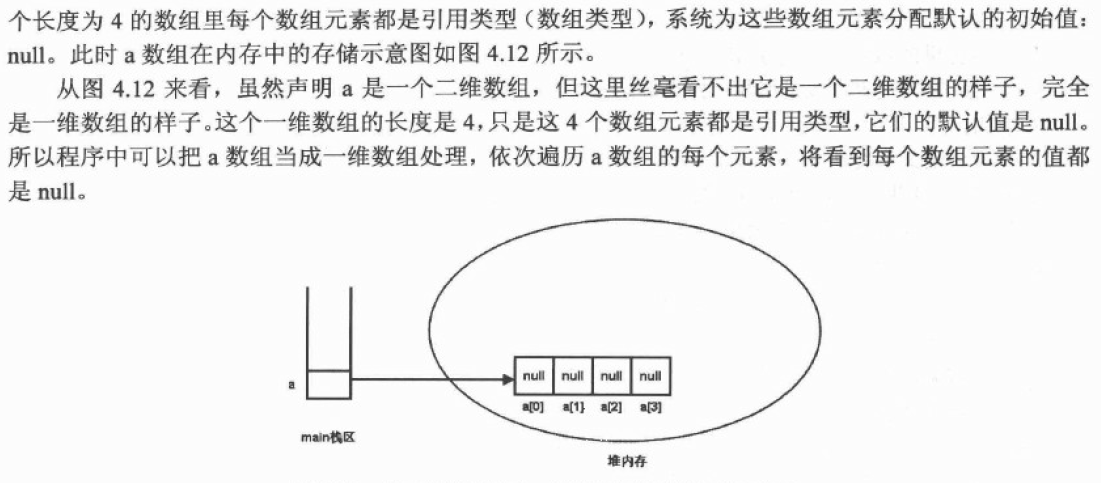 个长度为 4 的数组里每个数组元素都是引用类型（数组类型），系统为这些数组元素分配默认的初始值：
null。此时 a 数组在内存中的存储示意图如图 4.12 所示。
从图 4.12 来看，虽然声明 a 是一个二维数组，但这里丝毫看不出它是一个二维数组的样子，完全
是一维数组的样子。这个一维数组的长度是 4，只是这 4 个数组元素都是引用类型，它们的默认值是 null。
所以程序中可以把 a 数组当成一维数组处理，依次遍历 a 数组的每个元素，将看到每个数组元素的值都
是 null。
null null null null
a
a[0] a[1} a[2] a[3]
main栈区
堆内存